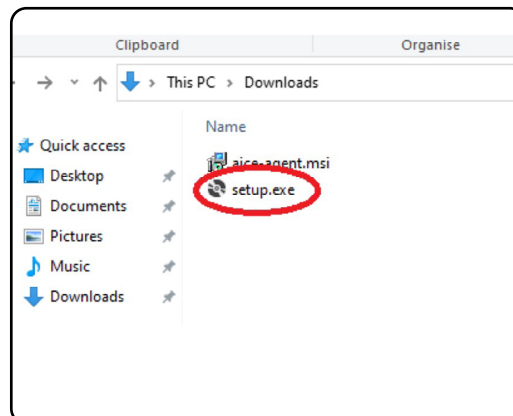 Clipboard Organise
This PC > Downloads
Name
Quick access
Desktop
Documents
Pictures
Music
Downloads
aice-agent.msi
setup.exe